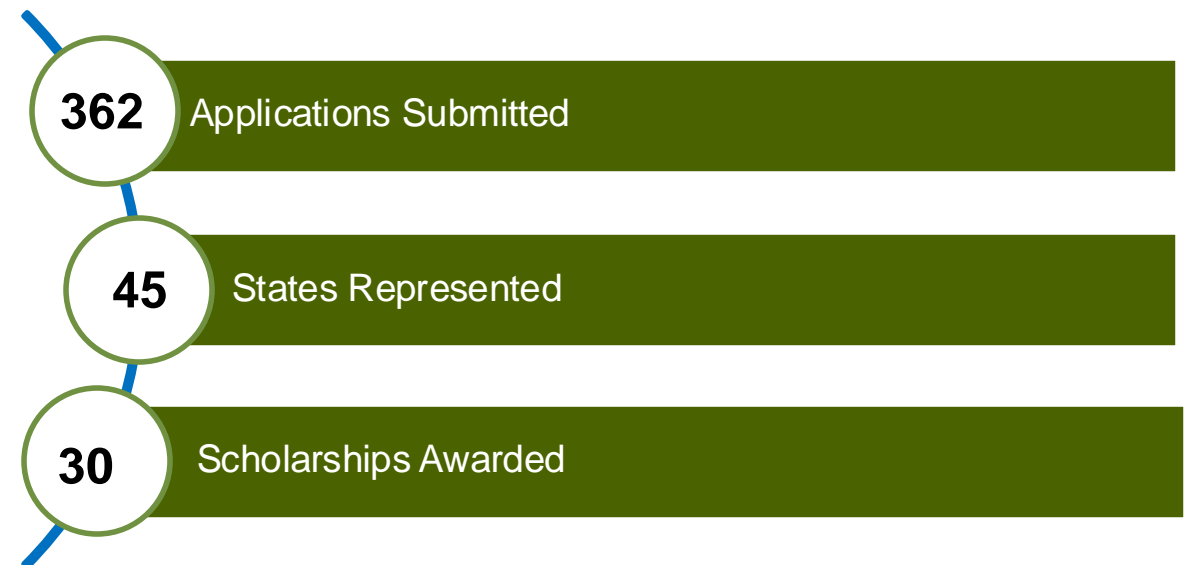 362 Applications Submitted
45 States Represented
30 Scholarships Awarded